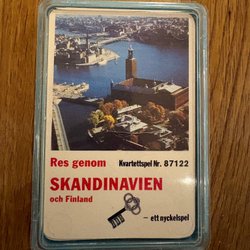 Res genom
Kvartettspel Nr. 87122
SKANDINAVIEN
och Finland
– ett nyckelspel